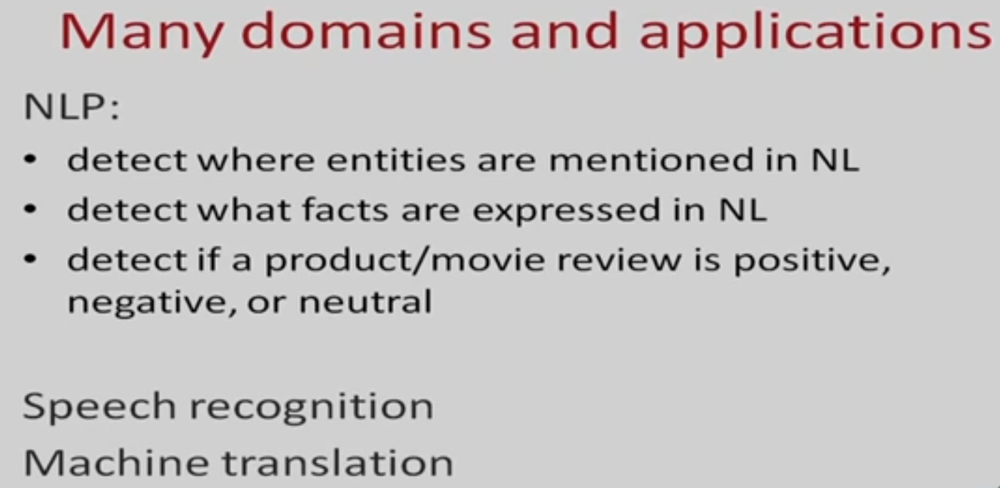 Many domains and applications
NLP:
• detect where entities are mentioned in NL
• detect what facts are expressed in NL
• detect if a product/movie review is positive,
negative, or neutral
Speech recognition
Machine translation